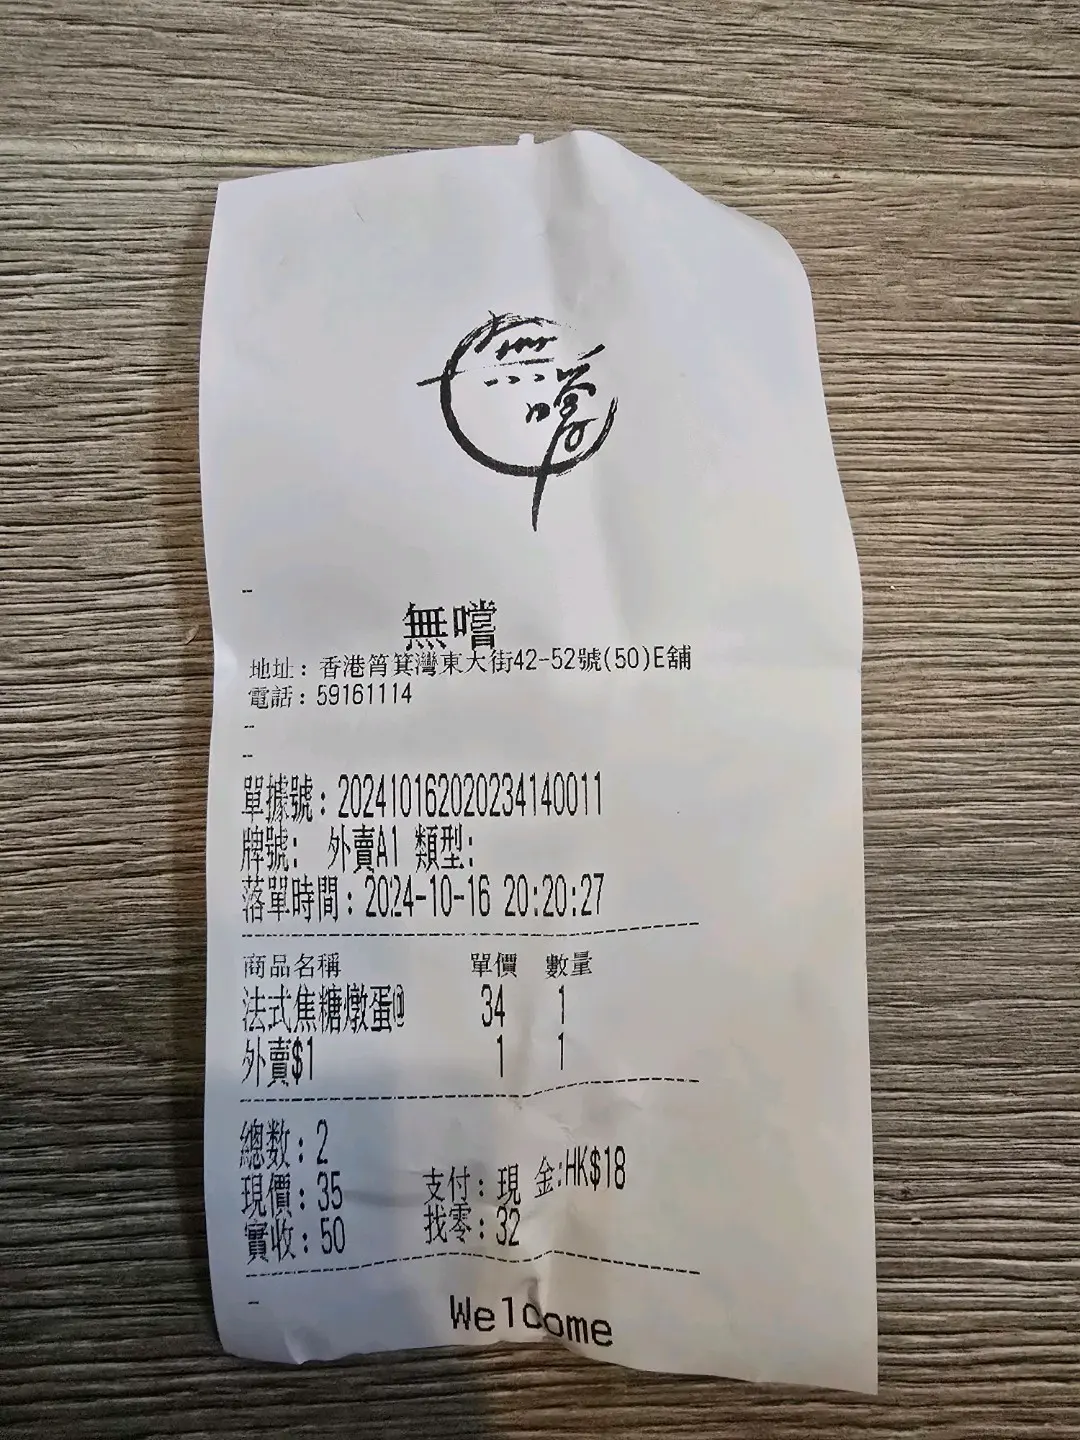 無嚐
無嚐
地址：香港筲箕灣東大街42-52號(50)E舖
電話：59161114
單據號：202410162020234140011
牌號： 外賣A1 類型：
落單時間：2024-10-16 20:20:27
商品名稱 單價 數量
法式焦糖燉蛋@ 34 1
外賣$1 1 1
總数：2
現價：35 支付：現 金:HK$18
實收：50 找零：32
Welcome